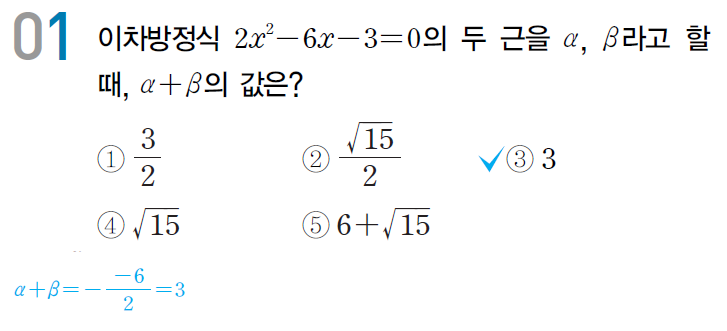 01 이차방정식 2x²-6x-3=0의 두 근을 α, β라고 할
때, α+β의 값은?
① 3/2 ② √15/2 ✓③ 3
④ √15 ⑤ 6+√15
α+β=-(-6/2)=3